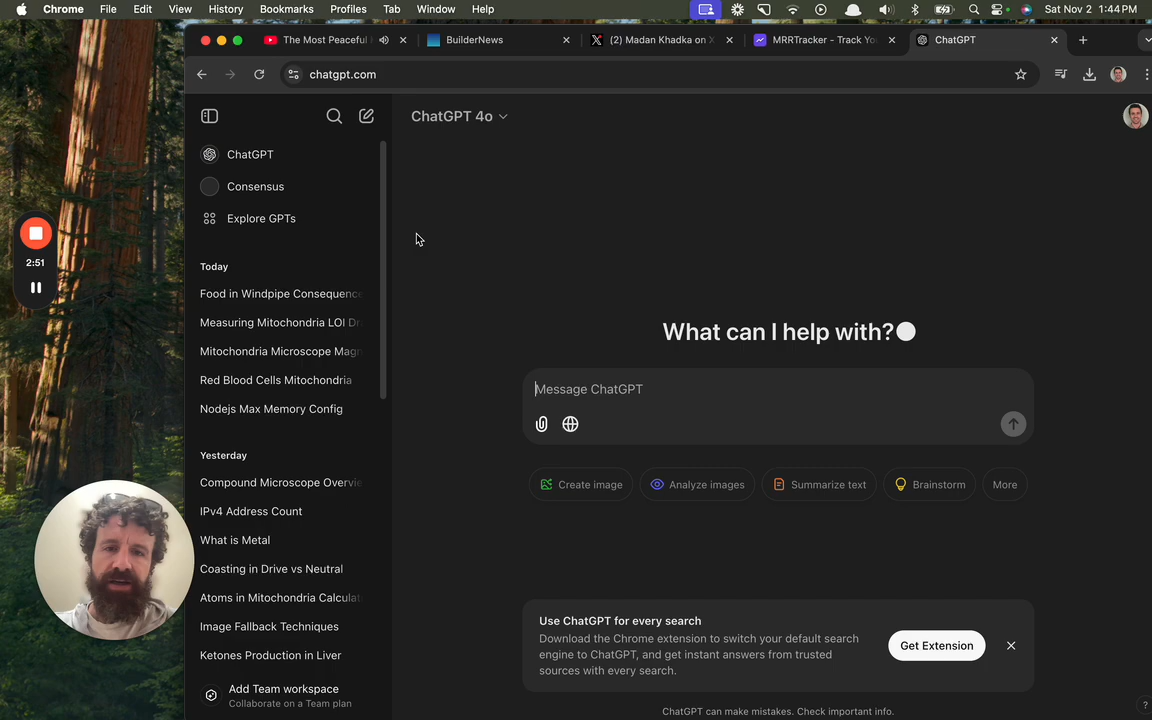 Chrome File Edit View History Bookmarks Profiles Tab Window Help Sat Nov 2 1:44 PM
The Most Peaceful
BuilderNews
(2) Madan Khadka on X
MRRTracker - Track You
ChatGPT
chatgpt.com
ChatGPT 4o
ChatGPT
Consensus
Explore GPTs
2:51
Today
Food in Windpipe Consequence
Measuring Mitochondria LOI Dr
Mitochondria Microscope Magn
Red Blood Cells Mitochondria
Nodejs Max Memory Config
Yesterday
Compound Microscope Overvie
IPv4 Address Count
What is Metal
Coasting in Drive vs Neutral
Atoms in Mitochondria Calculat
Image Fallback Techniques
Ketones Production in Liver
Add Team workspace
Collaborate on a Team plan
What can I help with?
Message ChatGPT
Create image
Analyze images
Summarize text
Brainstorm
More
Use ChatGPT for every search
Download the Chrome extension to switch your default search
engine to ChatGPT, and get instant answers from trusted
sources with every search.
Get Extension
ChatGPT can make mistakes. Check important info.
?